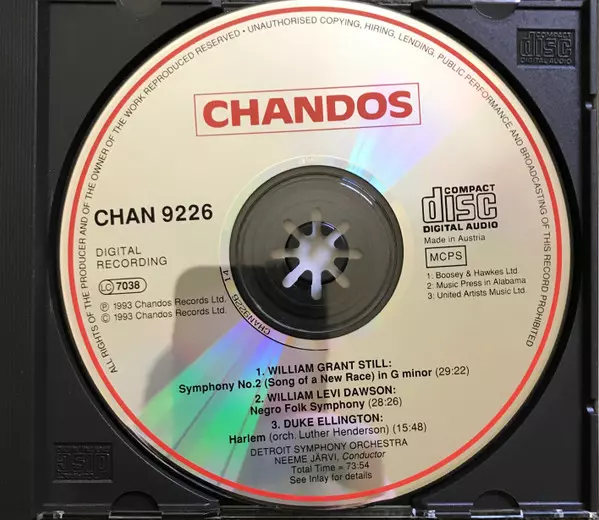 ALL RIGHTS OF THE PRODUCER AND OF THE OWNER OF THE WORK REPRODUCED RESERVED • UNAUTHORISED COPYING, HIRING, LENDING, PUBLIC PERFORMANCE AND BROADCASTING OF THIS RECORD PROHIBITED
COMPACT
disc
DIGITAL AUDIO
CHANDOS
CHAN 9226
DIGITAL
RECORDING
LC 7038
℗ 1993 Chandos Records Ltd.
© 1993 Chandos Records Ltd.
COMPACT
disc
DIGITAL AUDIO
Made in Austria
MCPS
1: Boosey & Hawkes Ltd.
2: Music Press in Alabama
3: United Artists Music Ltd.
CHAN9226
1. WILLIAM GRANT STILL:
Symphony No.2 (Song of a New Race) in G minor (29:22)
2. WILLIAM LEVI DAWSON:
Negro Folk Symphony (28:26)
3. DUKE ELLINGTON:
Harlem (orch. Luther Henderson) (15:48)
DETROIT SYMPHONY ORCHESTRA
NEEME JÄRVI, Conductor
Total Time = 73:54
See Inlay for details
disc